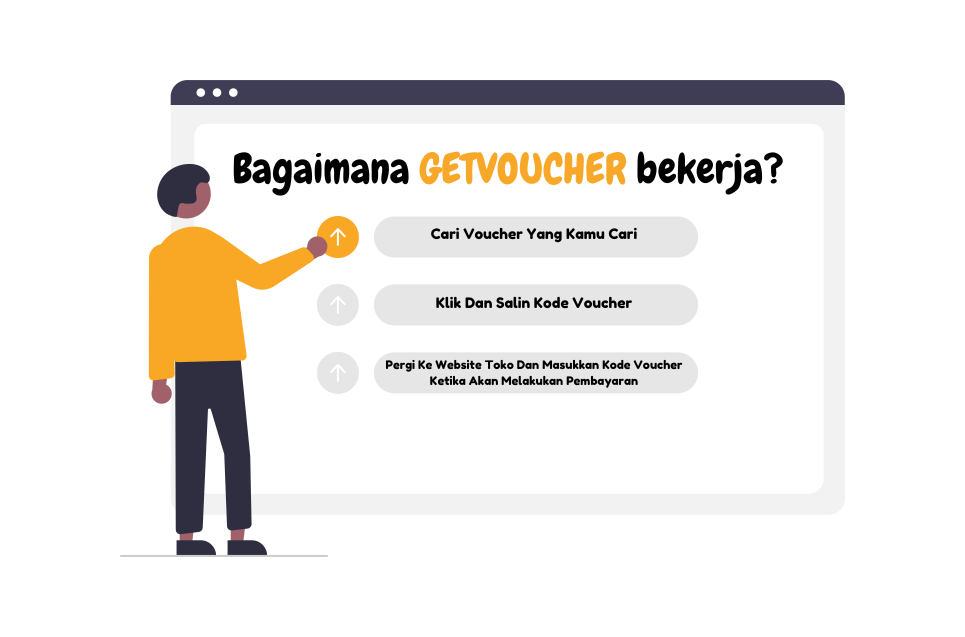 Bagaimana GETVOUCHER bekerja?
Cari Voucher Yang Kamu Cari
Klik Dan Salin Kode Voucher
Pergi Ke Website Toko Dan Masukkan Kode Voucher
Ketika Akan Melakukan Pembayaran